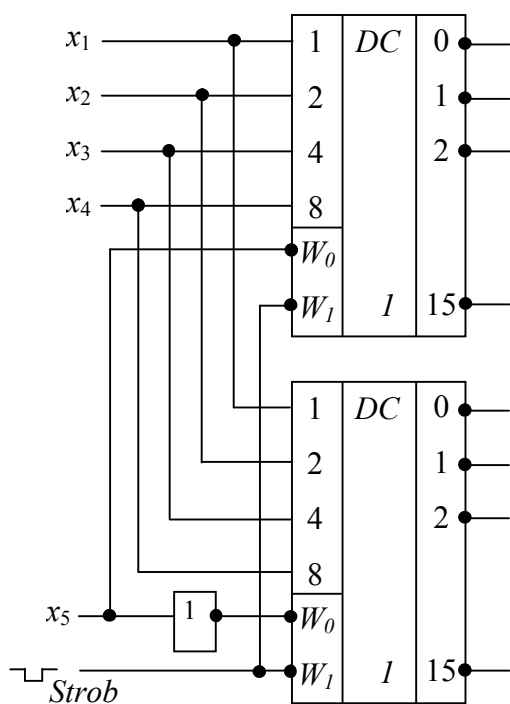 x1 1 DC 0
x2 2 1
x3 4 2
x4 8
W0
W1 1 15
1 DC 0
2 1
4 2
8
x5 1 W0
Strob W1 1 15